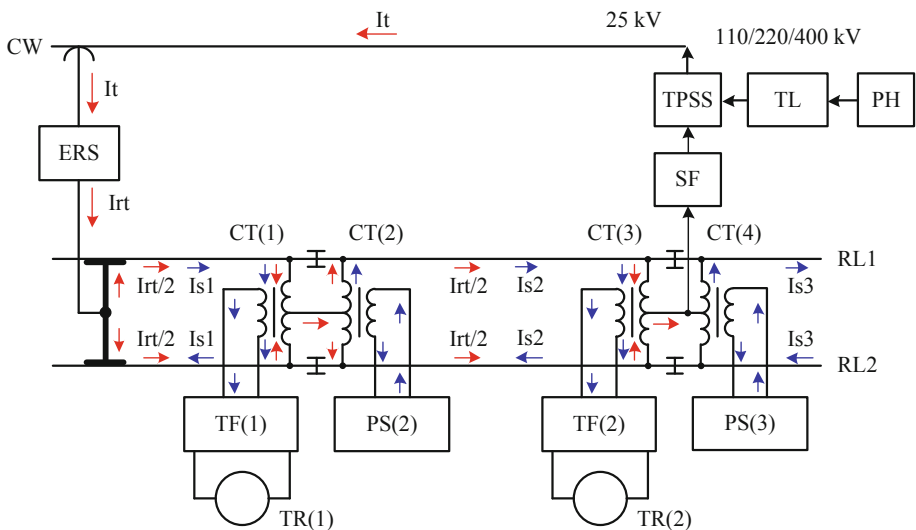 It
25 kV
CW
110/220/400 kV
It
TPSS
TL
PH
ERS
SF
Irt
CT(1)
CT(2)
CT(3)
CT(4)
RL1
Irt/2
Is1
Irt/2
Is2
Is3
Irt/2
Is1
Irt/2
Is2
Is3
RL2
TF(1)
PS(2)
TF(2)
PS(3)
TR(1)
TR(2)